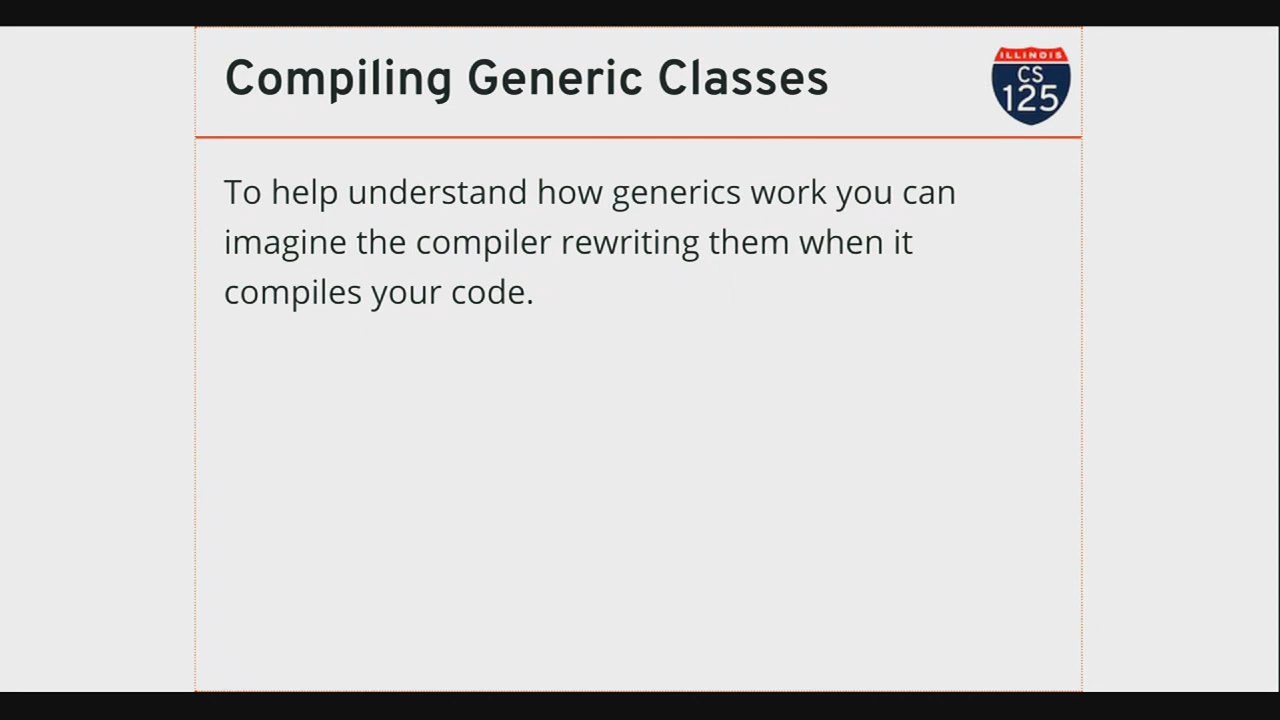 Compiling Generic Classes
ILLINOIS
CS
125
To help understand how generics work you can
imagine the compiler rewriting them when it
compiles your code.